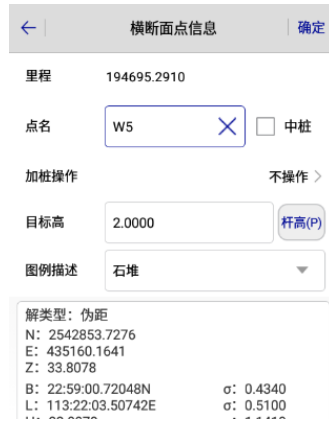 ← 横断面点信息 确定
里程 194695.2910
点名 W5 中桩
加桩操作 不操作 >
目标高 2.0000 杆高(P)
图例描述 石堆
解类型：伪距
N：2542853.7276
E：435160.1641
Z：33.8078
B：22:59:00.72048N σ：0.4340
L：113:22:03.50742E σ：0.5100